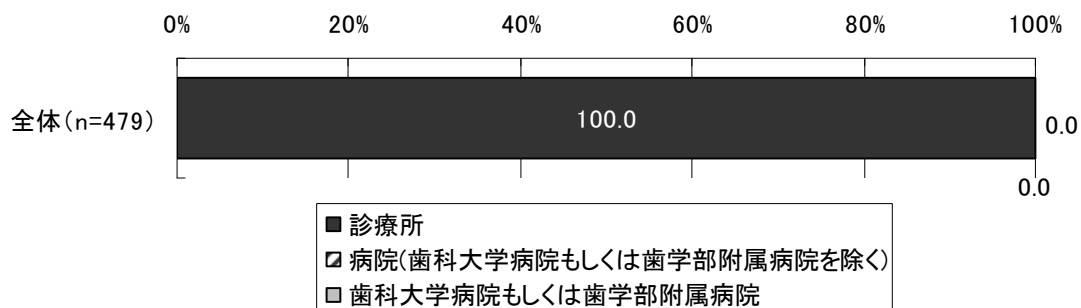 0% 20% 40% 60% 80% 100%
全体(n=479) 100.0 0.0
0.0
診療所
病院(歯科大学病院もしくは歯学部附属病院を除く)
歯科大学病院もしくは歯学部附属病院